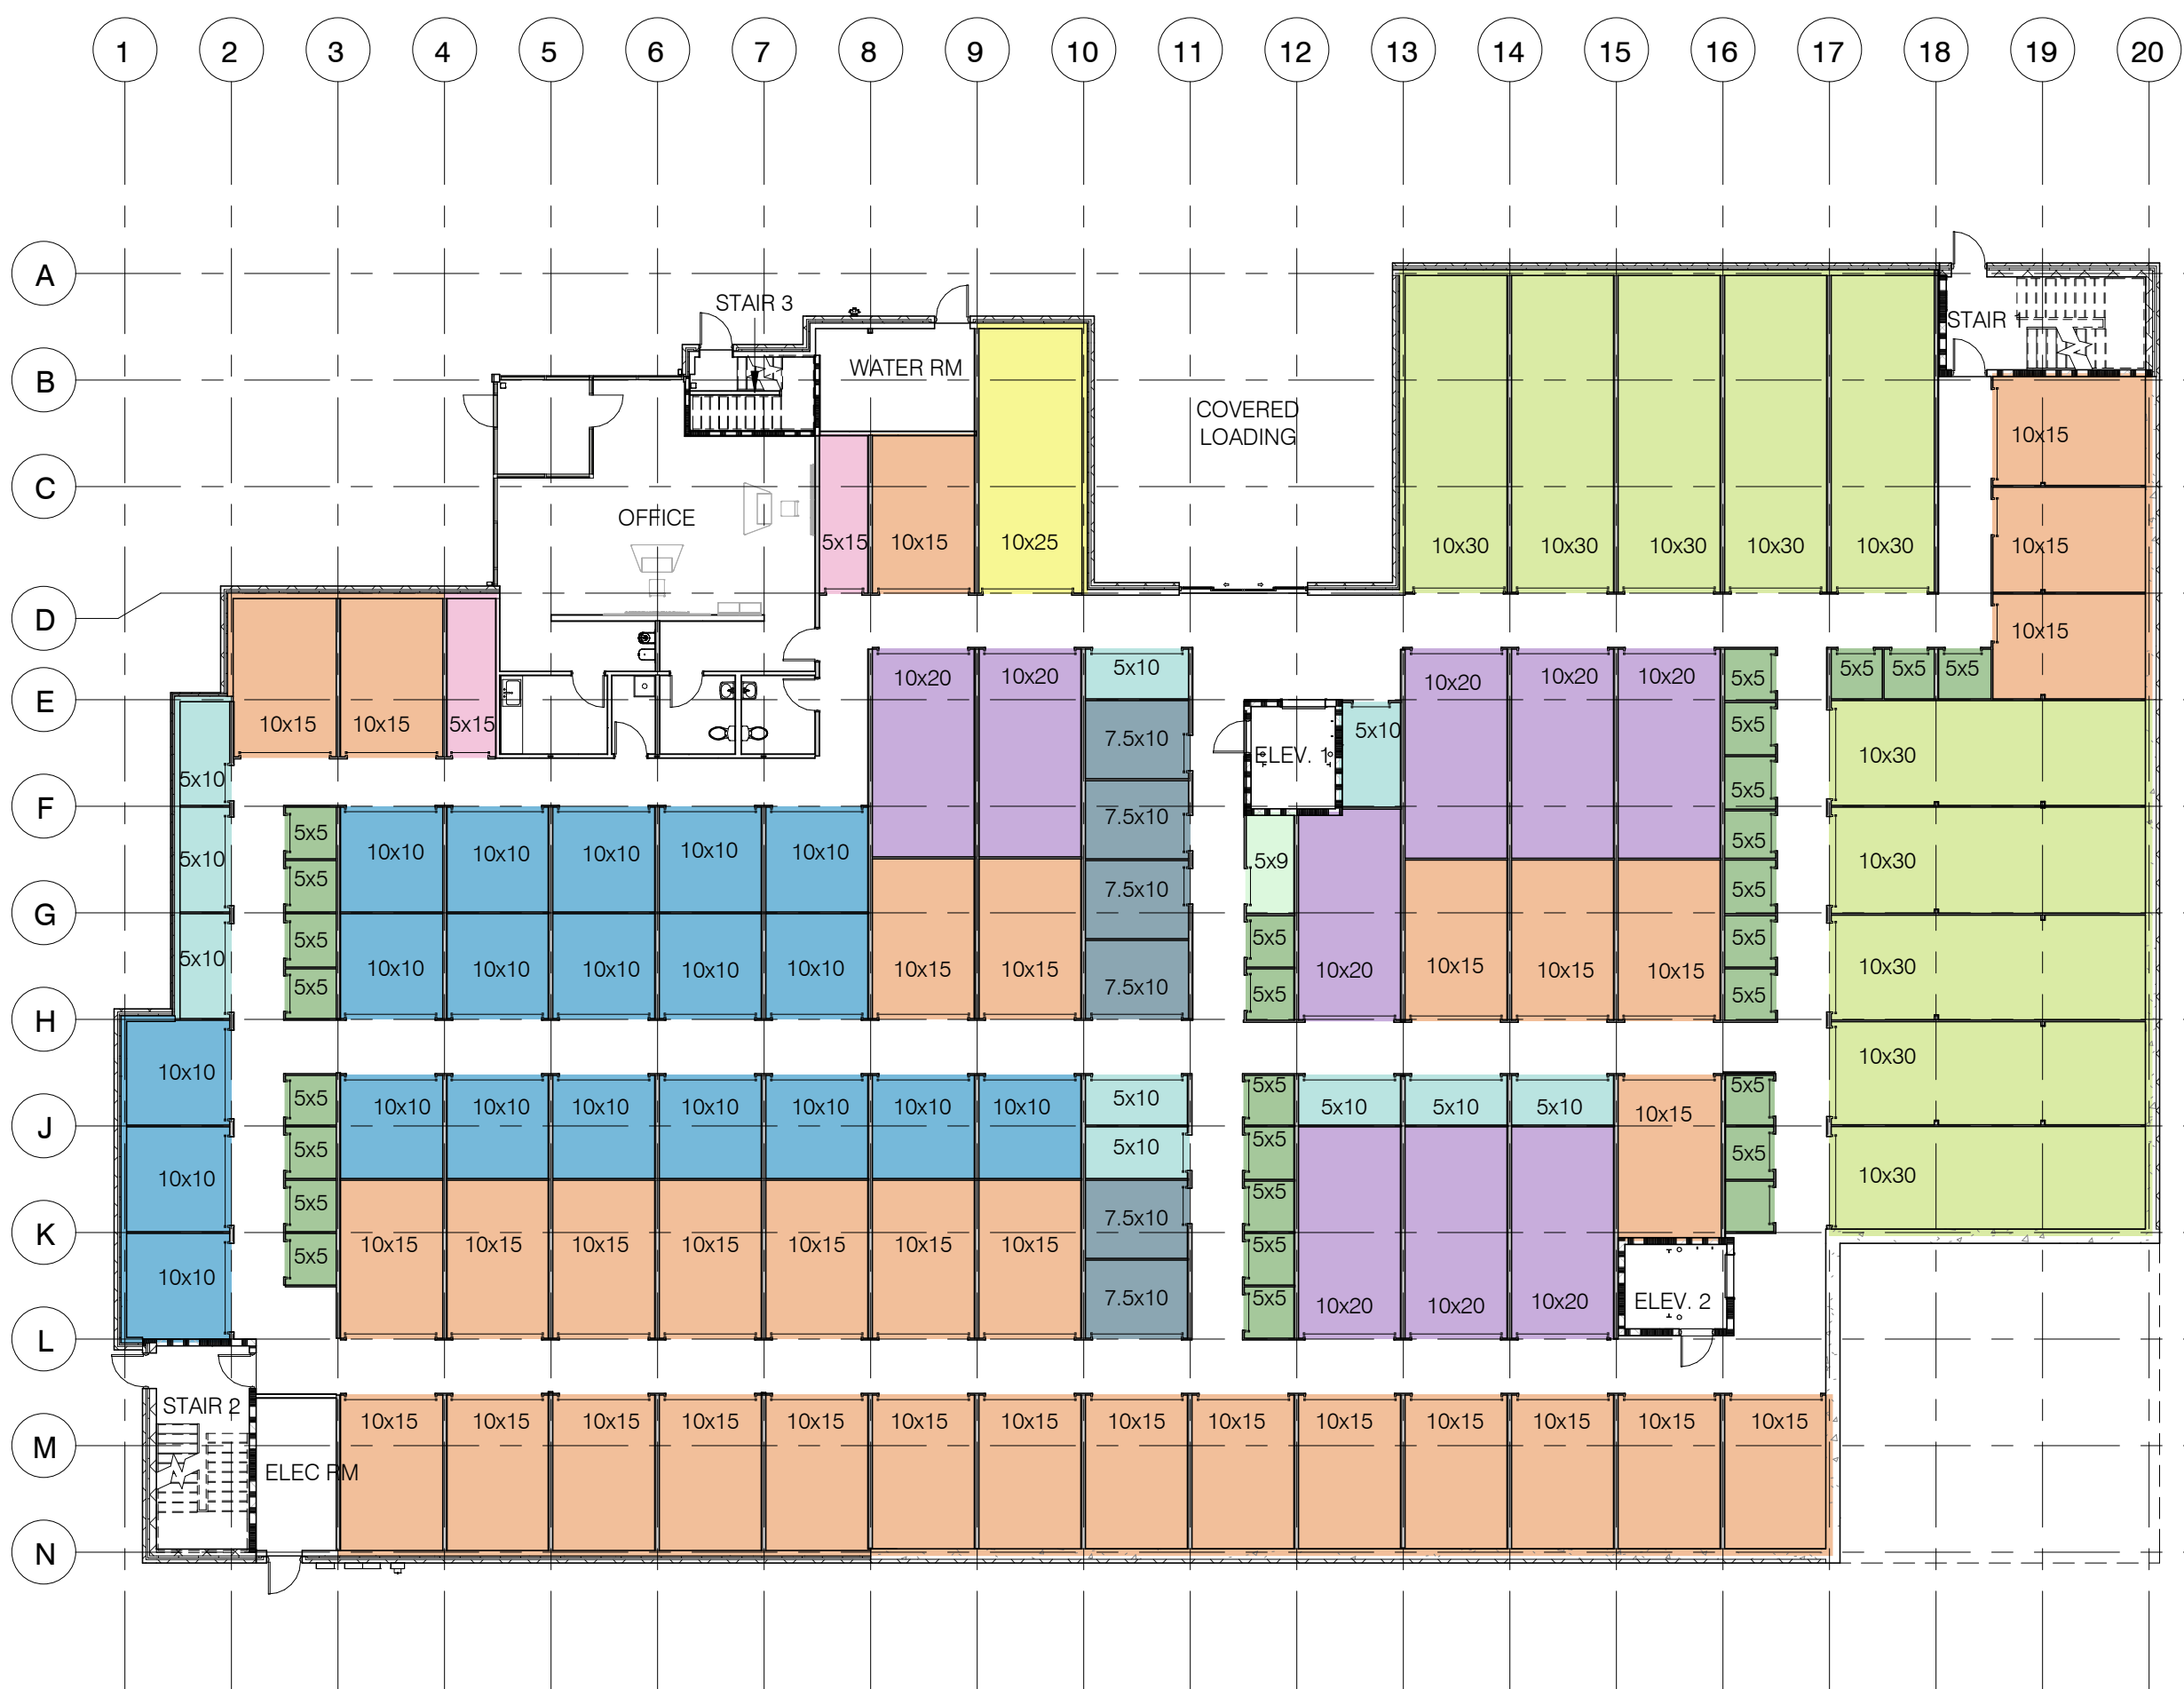 1 2 3 4 5 6 7 8 9 10 11 12 13 14 15 16 17 18 19 20
A
STAIR 3
STAIR 1
WATER RM
B
COVERED
LOADING
10x15
C
OFFICE
5x15 10x15 10x25 10x30 10x30 10x30 10x30 10x30 10x15
D
10x15
10x20 10x20 5x10 10x20 10x20 10x20 5x5 5x5 5x5 5x5
E
10x15 10x15 5x15 7.5x10 5x10 5x5
ELEV. 1 10x30
5x10 5x5
F
7.5x10
5x5 10x10 10x10 10x10 10x10 10x10 5x5
5x10 5x9 10x30
5x5 7.5x10 5x5
G
5x5 5x5 5x5
5x10 10x10 10x10 10x10 10x10 10x10 10x15 10x15 10x20 10x15 10x15 10x15 10x30
5x5 7.5x10 5x5 5x5
H
10x10 10x30
5x5 10x10 10x10 10x10 10x10 10x10 10x10 10x10 5x10 5x5 5x10 5x10 5x10 10x15 5x5
J
5x5 5x10 5x5 5x5
10x10 10x30
5x5 7.5x10 5x5
K
5x5 10x15 10x15 10x15 10x15 10x15 10x15 10x15 5x5
10x10
7.5x10 5x5 10x20 10x20 10x20 ELEV. 2
L
STAIR 2
10x15 10x15 10x15 10x15 10x15 10x15 10x15 10x15 10x15 10x15 10x15 10x15 10x15 10x15
M
ELEC RM
N